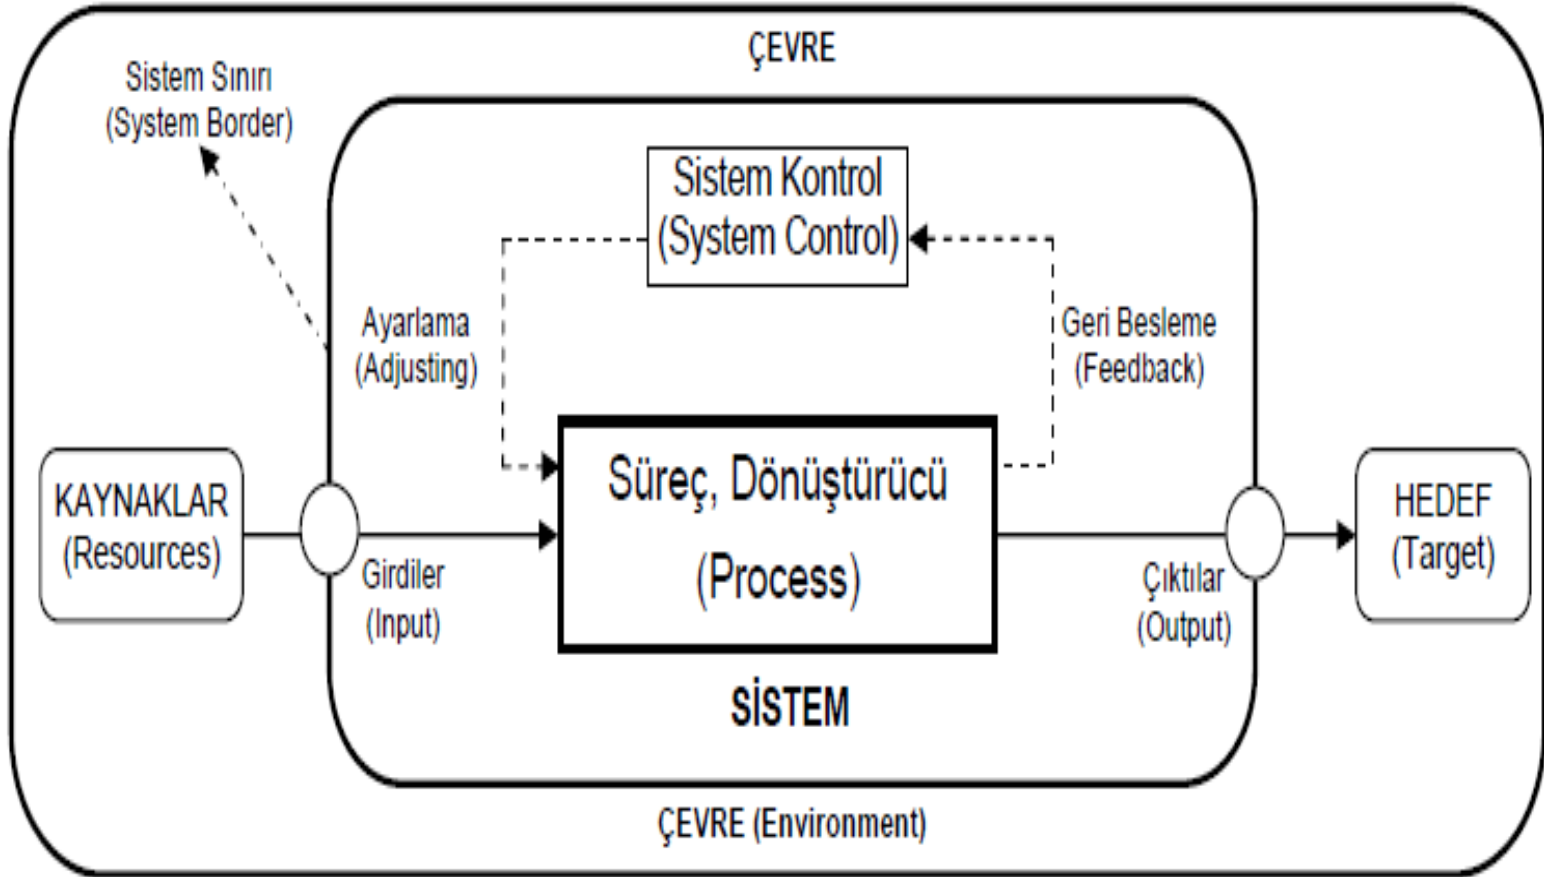 ÇEVRE
Sistem Sınırı
(System Border)
Sistem Kontrol
(System Control)
Ayarlama
(Adjusting)
Geri Besleme
(Feedback)
KAYNAKLAR
(Resources)
Girdiler
(Input)
Süreç, Dönüştürücü
(Process)
Çıktılar
(Output)
HEDEF
(Target)
SİSTEM
ÇEVRE (Environment)